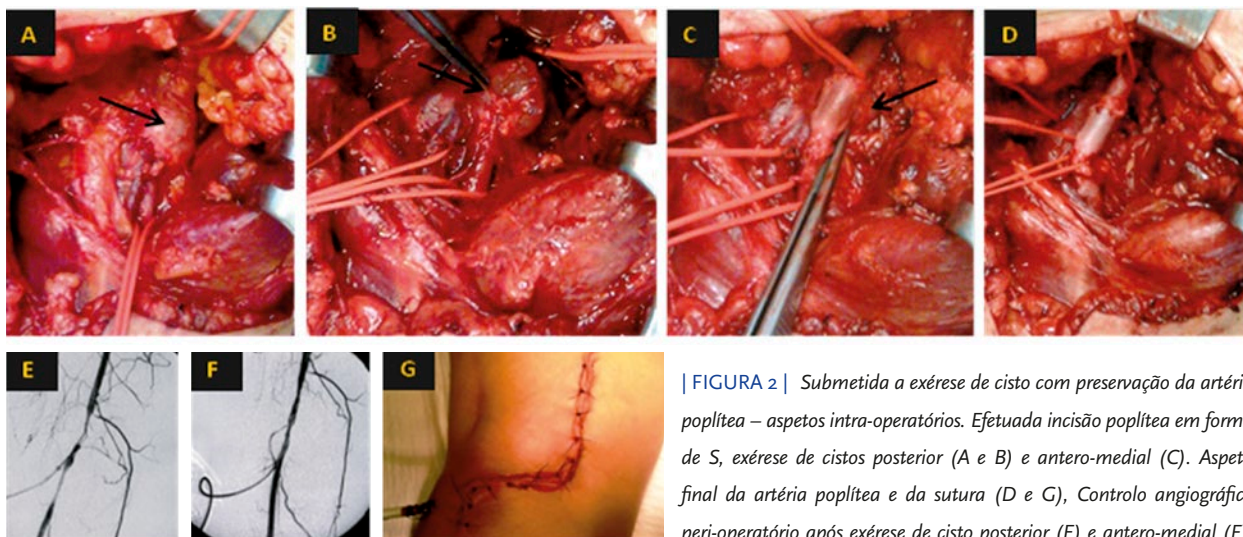 A
B
C
D
E
F
G
| FIGURA 2 | Submetida a exérese de cisto com preservação da artéri
poplítea – aspetos intra-operatórios. Efetuada incisão poplítea em form
de S, exérese de cistos posterior (A e B) e antero-medial (C). Aspet
final da artéria poplítea e da sutura (D e G), Controlo angiográfic
peri-operatório após exérese de cisto posterior (E) e antero-medial (F